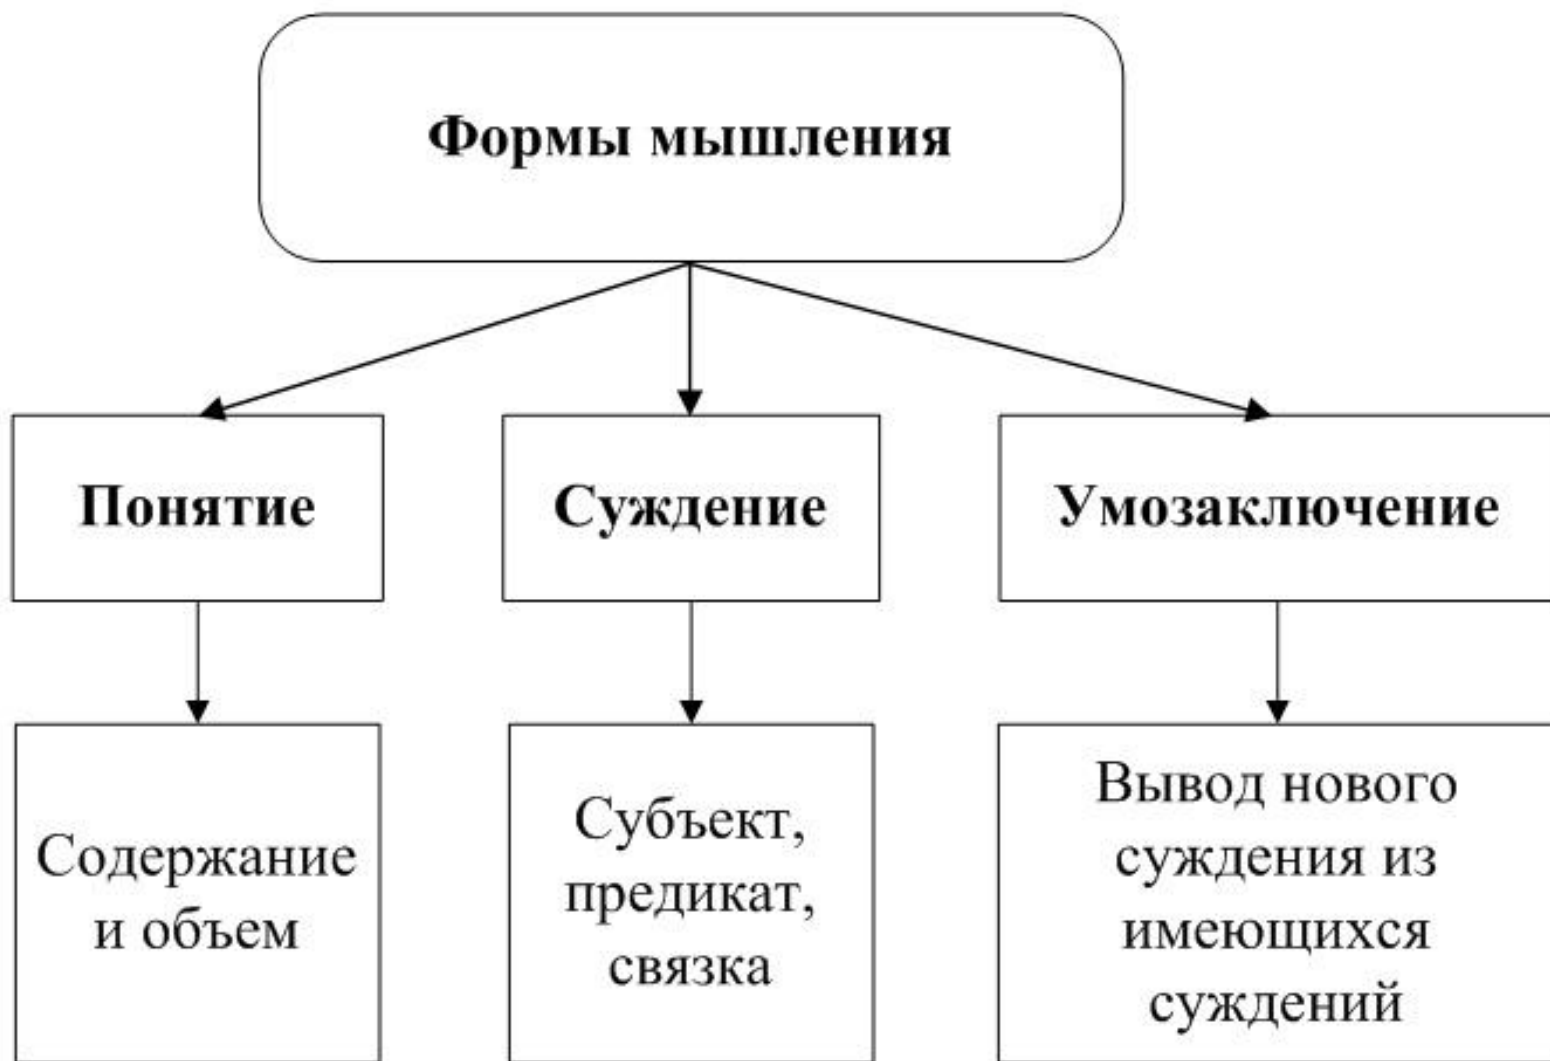 Формы мышления
Понятие
Суждение
Умозаключение
Содержание
и объем
Субъект,
предикат,
связка
Вывод нового
суждения из
имеющихся
суждений